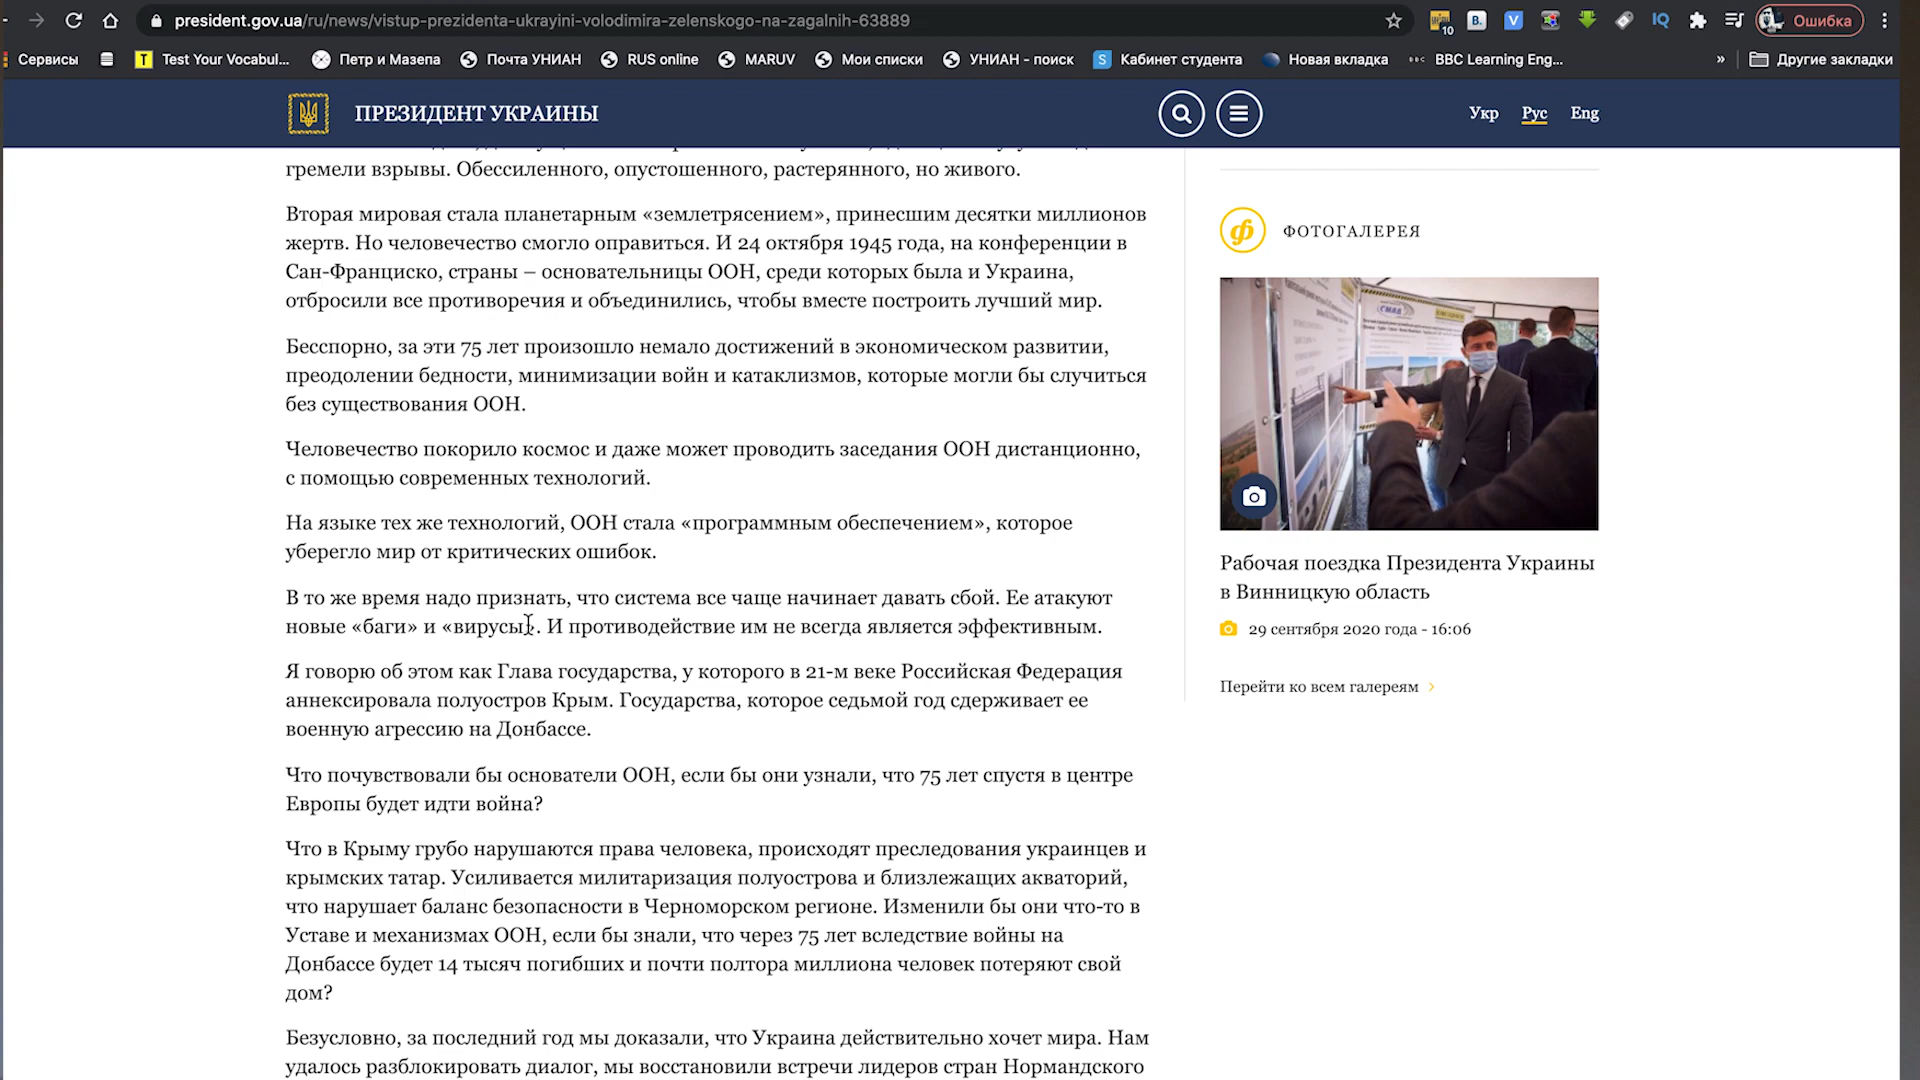 president.gov.ua/ru/news/vistup-prezidenta-ukrayini-volodimira-zelenskogo-na-zagalnih-63889
10
B.
V
IQ
Ошибка
Сервисы
T Test Your Vocabul...
Петр и Мазепа
Почта УНИАН
RUS online
MARUV
Мои списки
УНИАН - поиск
S Кабинет студента
Новая вкладка
BBC BBC Learning Eng...
»
Другие закладки
ПРЕЗИДЕНТ УКРАИНЫ
Укр Рус Eng
гремели взрывы. Обессиленного, опустошенного, растерянного, но живого.
Вторая мировая стала планетарным «землетрясением», принесшим десятки миллионов
жертв. Но человечество смогло оправиться. И 24 октября 1945 года, на конференции в
Сан-Франциско, страны – основательницы ООН, среди которых была и Украина,
отбросили все противоречия и объединились, чтобы вместе построить лучший мир.
Бесспорно, за эти 75 лет произошло немало достижений в экономическом развитии,
преодолении бедности, минимизации войн и катаклизмов, которые могли бы случиться
без существования ООН.
Человечество покорило космос и даже может проводить заседания ООН дистанционно,
с помощью современных технологий.
На языке тех же технологий, ООН стала «программным обеспечением», которое
уберегло мир от критических ошибок.
В то же время надо признать, что система все чаще начинает давать сбой. Ее атакуют
новые «баги» и «вирусы». И противодействие им не всегда является эффективным.
Я говорю об этом как Глава государства, у которого в 21-м веке Российская Федерация
аннексировала полуостров Крым. Государства, которое седьмой год сдерживает ее
военную агрессию на Донбассе.
Что почувствовали бы основатели ООН, если бы они узнали, что 75 лет спустя в центре
Европы будет идти война?
Что в Крыму грубо нарушаются права человека, происходят преследования украинцев и
крымских татар. Усиливается милитаризация полуострова и близлежащих акваторий,
что нарушает баланс безопасности в Черноморском регионе. Изменили бы они что-то в
Уставе и механизмах ООН, если бы знали, что через 75 лет вследствие войны на
Донбассе будет 14 тысяч погибших и почти полтора миллиона человек потеряют свой
дом?
Безусловно, за последний год мы доказали, что Украина действительно хочет мира. Нам
удалось разблокировать диалог, мы восстановили встречи лидеров стран Нормандского
ф ФОТОГАЛЕРЕЯ
Рабочая поездка Президента Украины
в Винницкую область
29 сентября 2020 года - 16:06
Перейти ко всем галереям